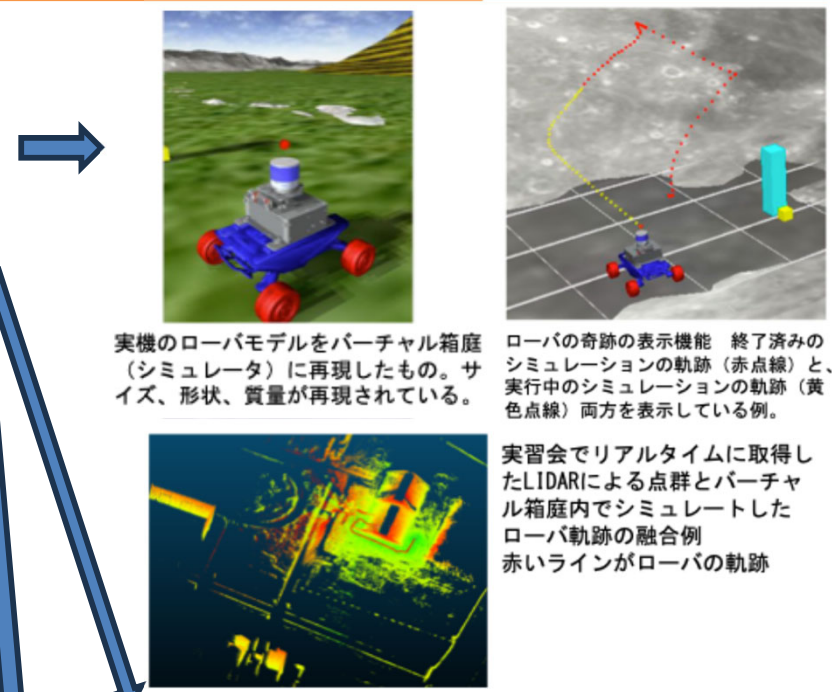 実機のローバモデルをバーチャル箱庭
（シミュレータ）に再現したもの。サ
イズ、形状、質量が再現されている。
ローバの奇跡の表示機能　終了済みの
シミュレーションの軌跡（赤点線）と、
実行中のシミュレーションの軌跡（黄
色点線）両方を表示している例。
実習会でリアルタイムに取得し
たLIDARによる点群とバーチャ
ル箱庭内でシミュレートした
ローバ軌跡の融合例
赤いラインがローバの軌跡